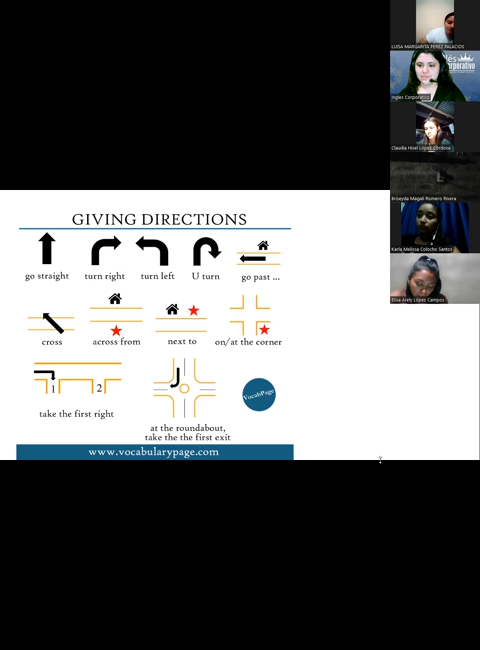 LUISA MARGARITA PEREZ PALACIOS
Ingles Corporativo
Claudia Hisel López Córdova
Briseyda Magali Romero Rivera
L
Karla Melissa Colocho Santos
Elisa Arely López Campos
GIVING DIRECTIONS
go straight
turn right
turn left
U turn
go past ...
cross
across from
next to
on/at the corner
1
2
take the first right
at the roundabout,
take the the first exit
VocabPage
www.vocabularypage.com